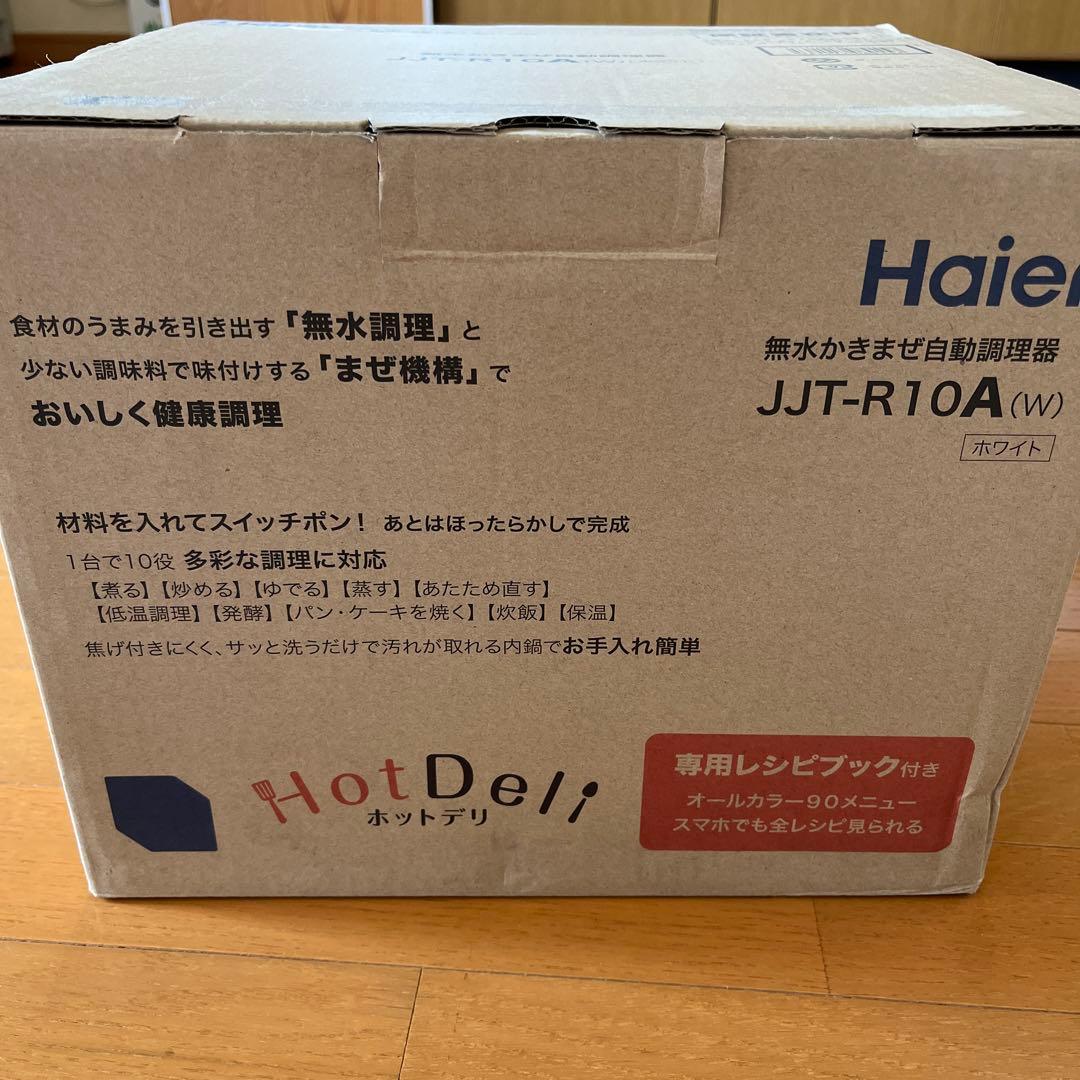 JJT-R10A
Haier
無水かきまぜ自動調理器
JJT-R10A(W)
ホワイト
食材のうまみを引き出す「無水調理」と
少ない調味料で味付けする「まぜ機構」で
おいしく健康調理
材料を入れてスイッチポン! あとはほったらかしで完成
1台で10役 多彩な調理に対応
【煮る】【炒める】【ゆでる】【蒸す】【あたため直す】
【低温調理】【発酵】【パン・ケーキを焼く】【炊飯】【保温】
焦げ付きにくく、サッと洗うだけで汚れが取れる内鍋でお手入れ簡単
HotDeli
ホットデリ
専用レシピブック付き
オールカラー90メニュー
スマホでも全レシピ見られる